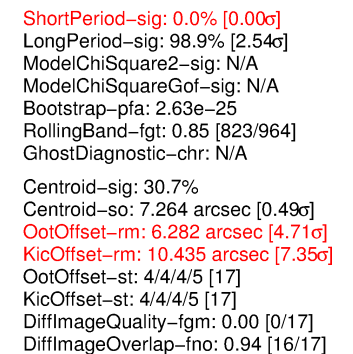 ShortPeriod−sig: 0.0% [0.00σ]
LongPeriod−sig: 98.9% [2.54σ]
ModelChiSquare2−sig: N/A
ModelChiSquareGof−sig: N/A
Bootstrap−pfa: 2.63e−25
RollingBand−fgt: 0.85 [823/964]
GhostDiagnostic−chr: N/A
Centroid−sig: 30.7%
Centroid−so: 7.264 arcsec [0.49σ]
OotOffset−rm: 6.282 arcsec [4.71σ]
KicOffset−rm: 10.435 arcsec [7.35σ]
OotOffset−st: 4/4/4/5 [17]
KicOffset−st: 4/4/4/5 [17]
DiffImageQuality−fgm: 0.00 [0/17]
DiffImageOverlap−fno: 0.94 [16/17]